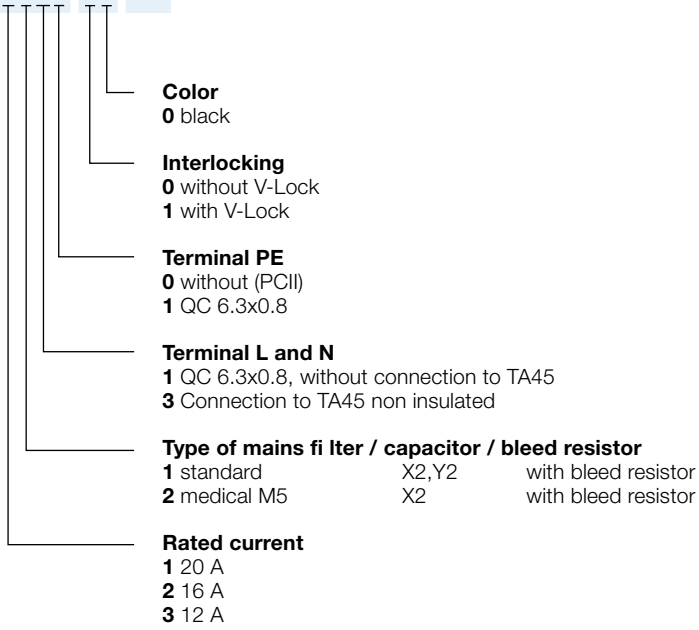 Color
0 black
Interlocking
0 without V-Lock
1 with V-Lock
Terminal PE
0 without (PCII)
1 QC 6.3x0.8
Terminal L and N
1 QC 6.3x0.8, without connection to TA45
3 Connection to TA45 non insulated
Type of mains fi lter / capacitor / bleed resistor
1 standard X2,Y2 with bleed resistor
2 medical M5 X2 with bleed resistor
Rated current
1 20 A
2 16 A
3 12 A